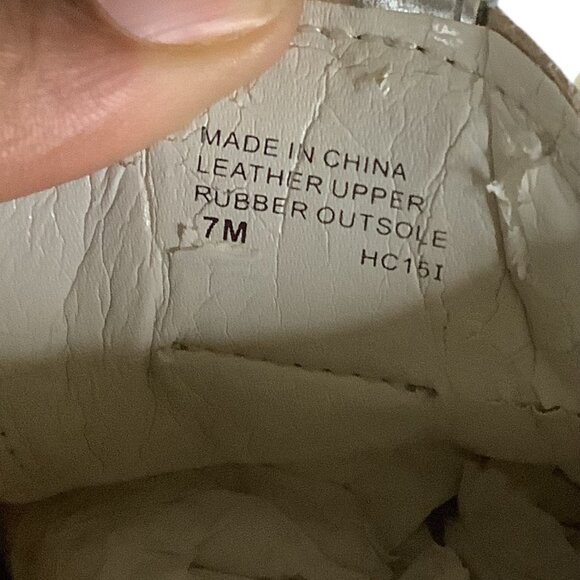 MADE IN CHINA
LEATHER UPPER
RUBBER OUTSOLE
7M
HC15I